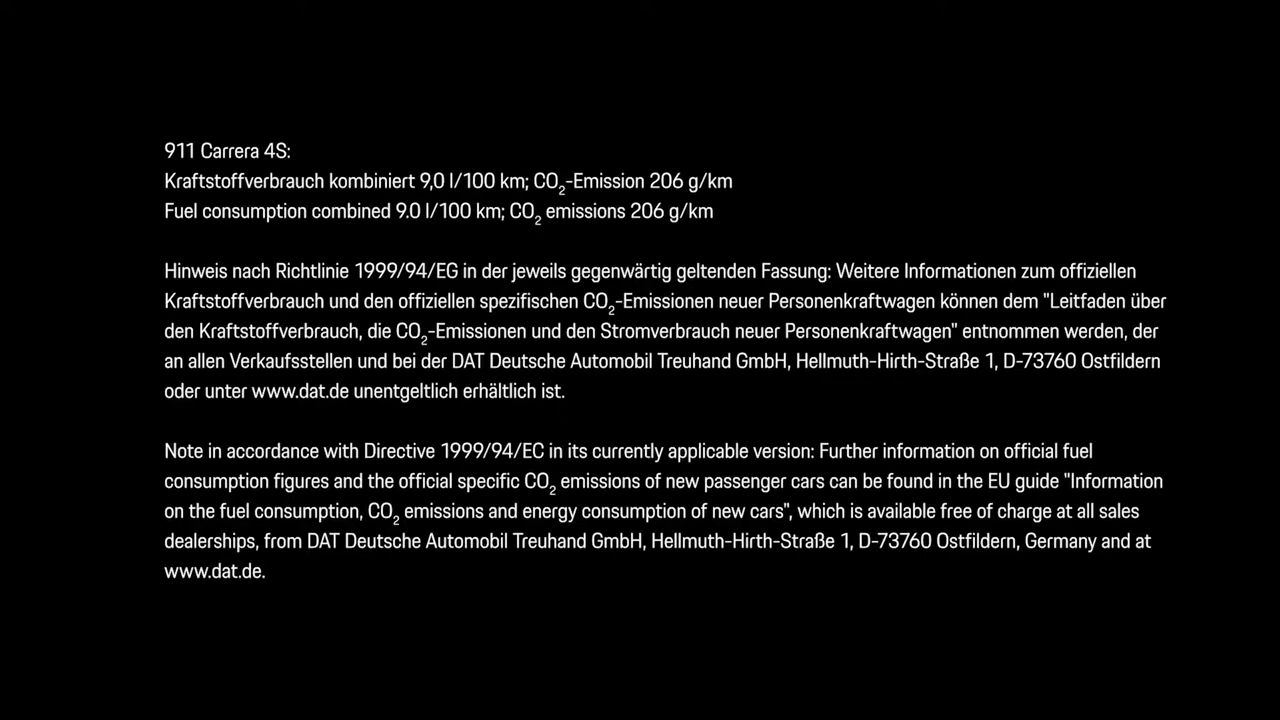 911 Carrera 4S:
Kraftstoffverbrauch kombiniert 9,0 l/100 km; CO₂-Emission 206 g/km
Fuel consumption combined 9.0 l/100 km; CO₂ emissions 206 g/km
Hinweis nach Richtlinie 1999/94/EG in der jeweils gegenwärtig geltenden Fassung: Weitere Informationen zum offiziellen
Kraftstoffverbrauch und den offiziellen spezifischen CO₂-Emissionen neuer Personenkraftwagen können dem "Leitfaden über
den Kraftstoffverbrauch, die CO₂-Emissionen und den Stromverbrauch neuer Personenkraftwagen" entnommen werden, der
an allen Verkaufsstellen und bei der DAT Deutsche Automobil Treuhand GmbH, Hellmuth-Hirth-Straße 1, D-73760 Ostfildern
oder unter www.dat.de unentgeltlich erhältlich ist.
Note in accordance with Directive 1999/94/EC in its currently applicable version: Further information on official fuel
consumption figures and the official specific CO₂ emissions of new passenger cars can be found in the EU guide "Information
on the fuel consumption, CO₂ emissions and energy consumption of new cars", which is available free of charge at all sales
dealerships, from DAT Deutsche Automobil Treuhand GmbH, Hellmuth-Hirth-Straße 1, D-73760 Ostfildern, Germany and at
www.dat.de.